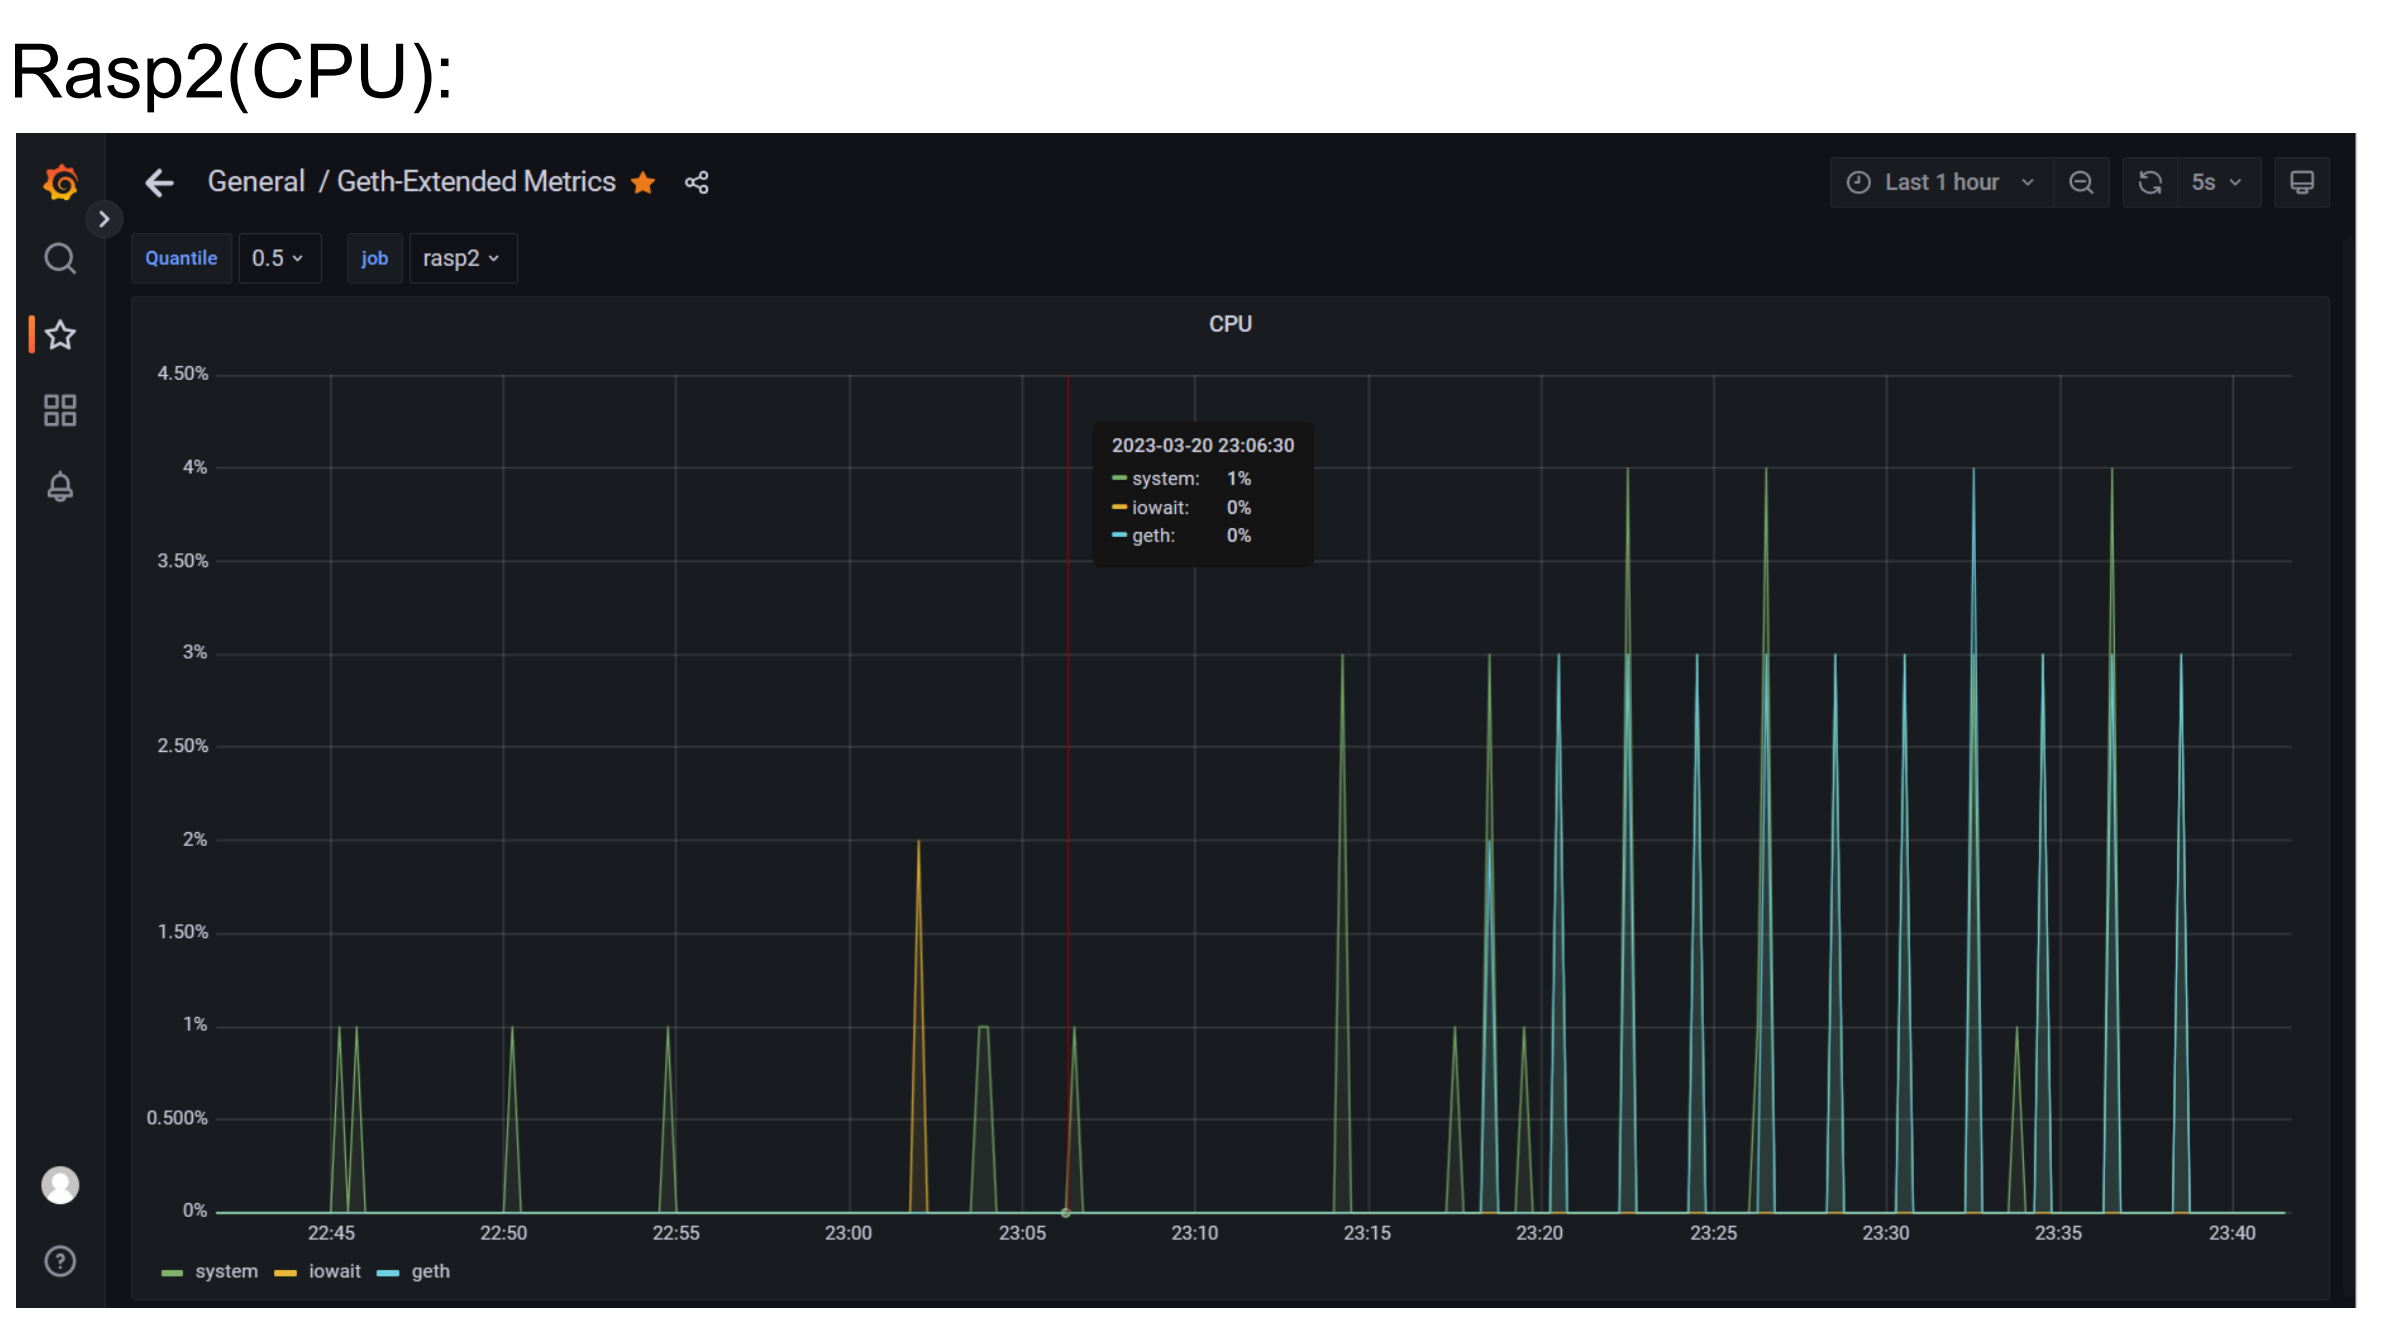 Rasp2(CPU):
General / Geth-Extended Metrics
Last 1 hour
5s
Quantile 0.5 job rasp2
CPU
4.50%
4%
3.50%
3%
2.50%
2%
1.50%
1%
0.500%
0%
2023-03-20 23:06:30
system: 1%
iowait: 0%
geth: 0%
22:45 22:50 22:55 23:00 23:05 23:10 23:15 23:20 23:25 23:30 23:35 23:40
system iowait geth